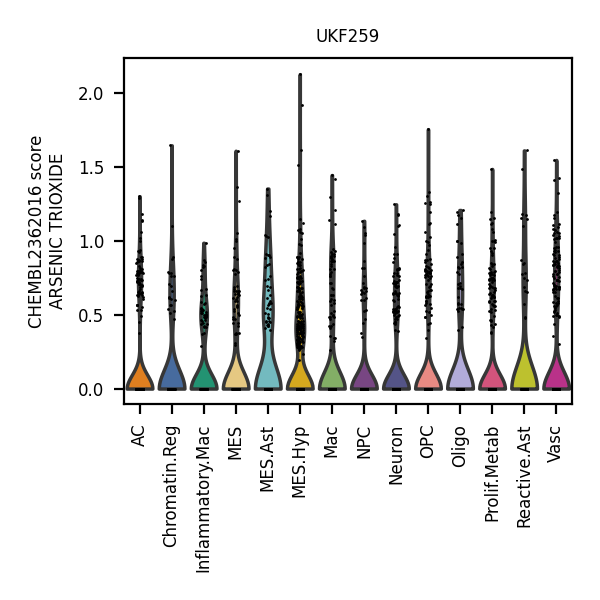 UKF259
CHEMBL2362016 score
ARSENIC TRIOXIDE
2.0
1.5
1.0
0.5
0.0
AC
Chromatin.Reg
Inflammatory.Mac
MES
MES.Ast
MES.Hyp
Mac
NPC
Neuron
OPC
Oligo
Prolif.Metab
Reactive.Ast
Vasc